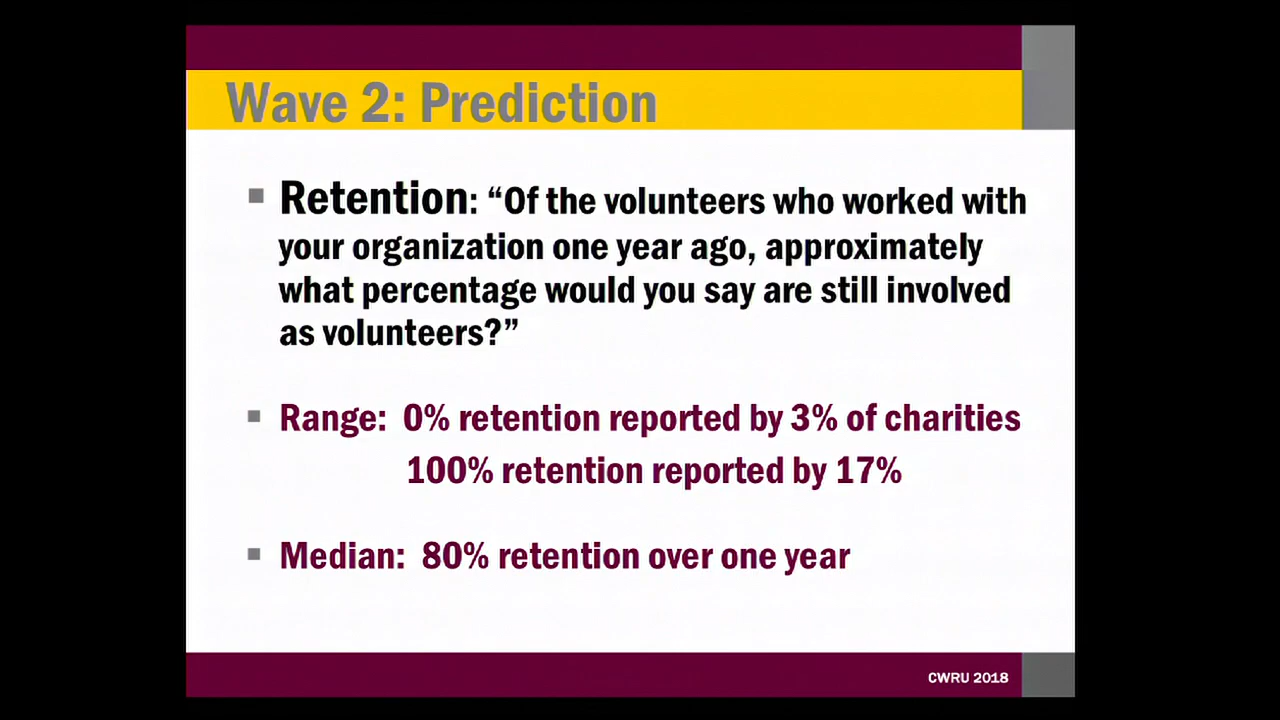 Wave 2: Prediction
Retention: “Of the volunteers who worked with
your organization one year ago, approximately
what percentage would you say are still involved
as volunteers?”
Range: 0% retention reported by 3% of charities
100% retention reported by 17%
Median: 80% retention over one year
CWRU 2018